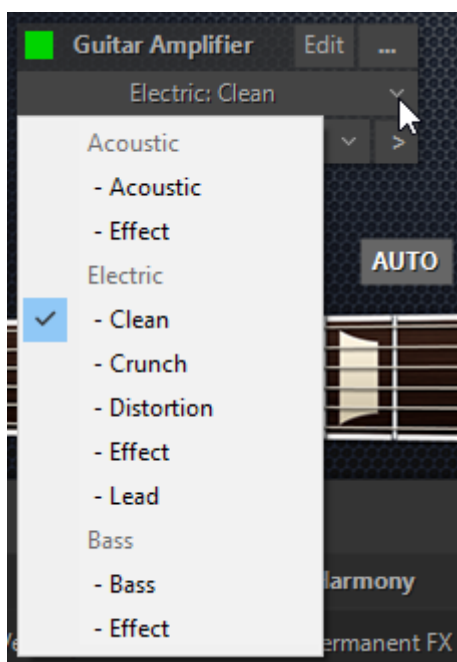 Guitar Amplifier Edit ...
Electric: Clean
>
Acoustic
- Acoustic
- Effect
AUTO
Electric
- Clean
- Crunch
- Distortion
- Effect
- Lead
Bass
- Bass
- Effect
ermanent FX